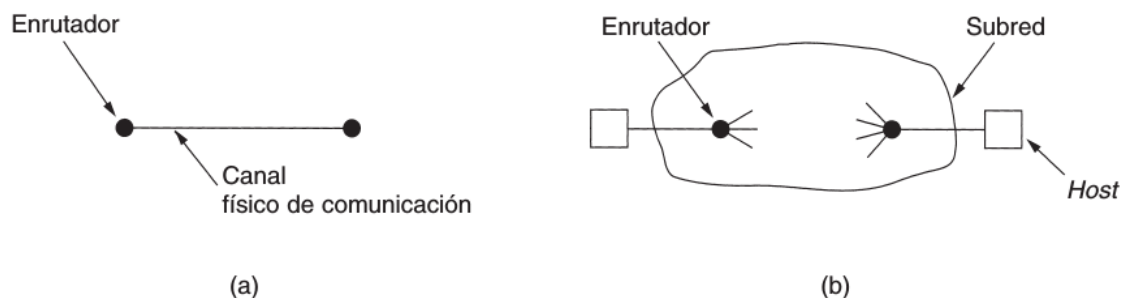 Enrutador
Canal
físico de comunicación
(a)
Enrutador
Subred
Host
(b)